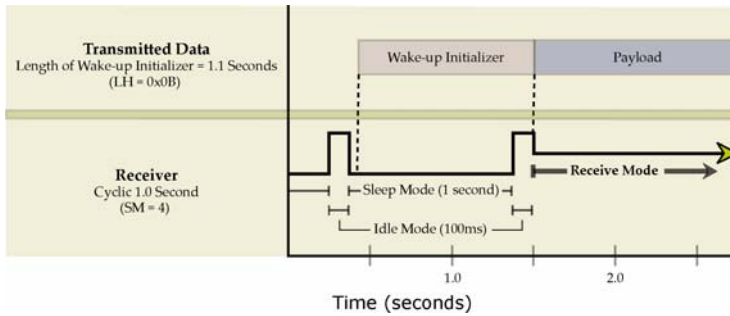 Transmitted Data
Length of Wake-up Initializer = 1.1 Seconds
(LH = 0x0B)
Wake-up Initializer
Payload
Receiver
Cyclic 1.0 Second
(SM = 4)
Sleep Mode (1 second)
Receive Mode
Idle Mode (100ms)
1.0
2.0
Time (seconds)